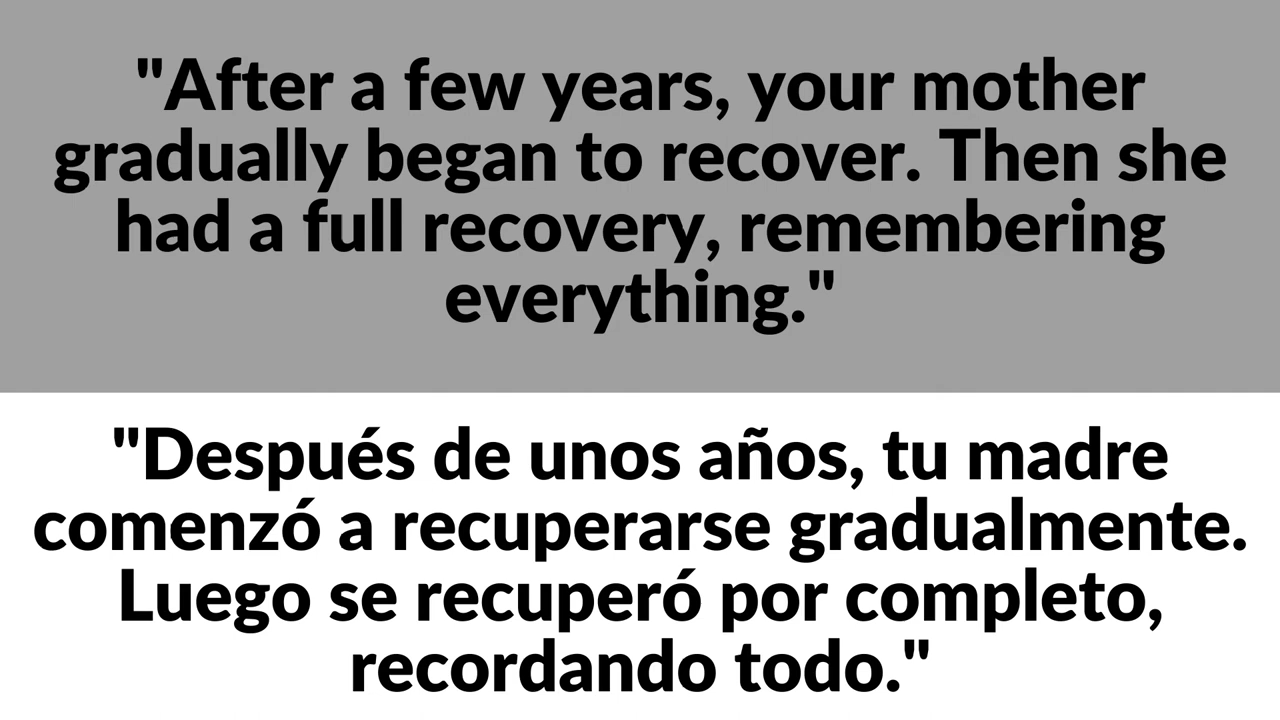 "After a few years, your mother
gradually began to recover. Then she
had a full recovery, remembering
everything."
"Después de unos años, tu madre
comenzó a recuperarse gradualmente.
Luego se recuperó por completo,
recordando todo."